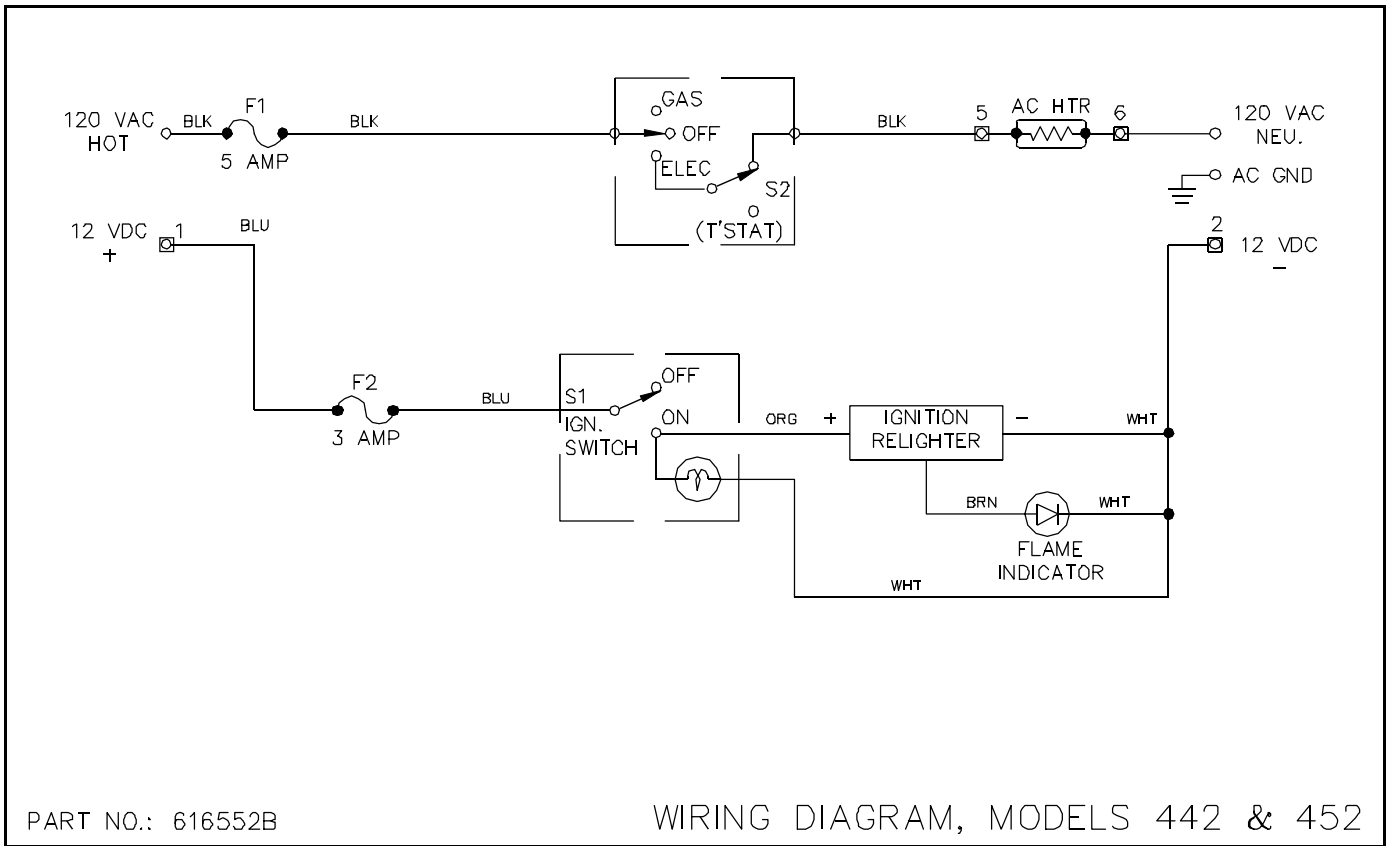 120 VAC
HOT
BLK
F1
5 AMP
BLK
GAS
OFF
ELEC
S2
(T'STAT)
BLK
5
AC HTR
6
120 VAC
NEU.
AC GND
12 VDC
+
1
BLU
2
12 VDC
–
F2
3 AMP
BLU
S1
IGN.
SWITCH
OFF
ON
ORG
+
IGNITION
RELIGHTER
–
WHT
BRN
WHT
FLAME
INDICATOR
WHT
PART NO.: 616552B
WIRING DIAGRAM, MODELS 442 & 452